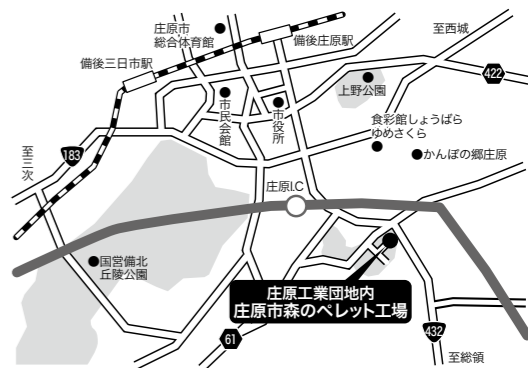 庄原市
総合体育館
備後庄原駅
至西城
備後三日市駅
422
上野公園
市民会館
市役所
食彩館しょうばら
ゆめさくら
かんぽの郷庄原
至三次
183
庄原I.C
国営備北
丘陵公園
庄原工業団地内
庄原市森のペレット工場
61
432
至総領